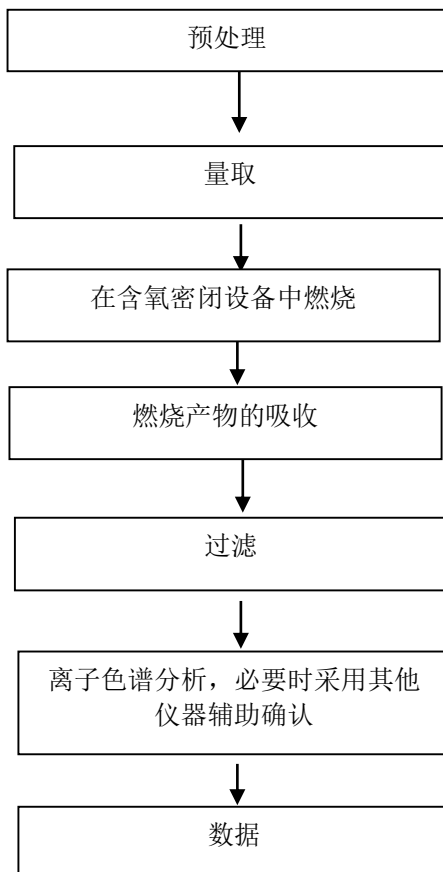 预处理
量取
在含氧密闭设备中燃烧
燃烧产物的吸收
过滤
离子色谱分析，必要时采用其他
仪器辅助确认
数据